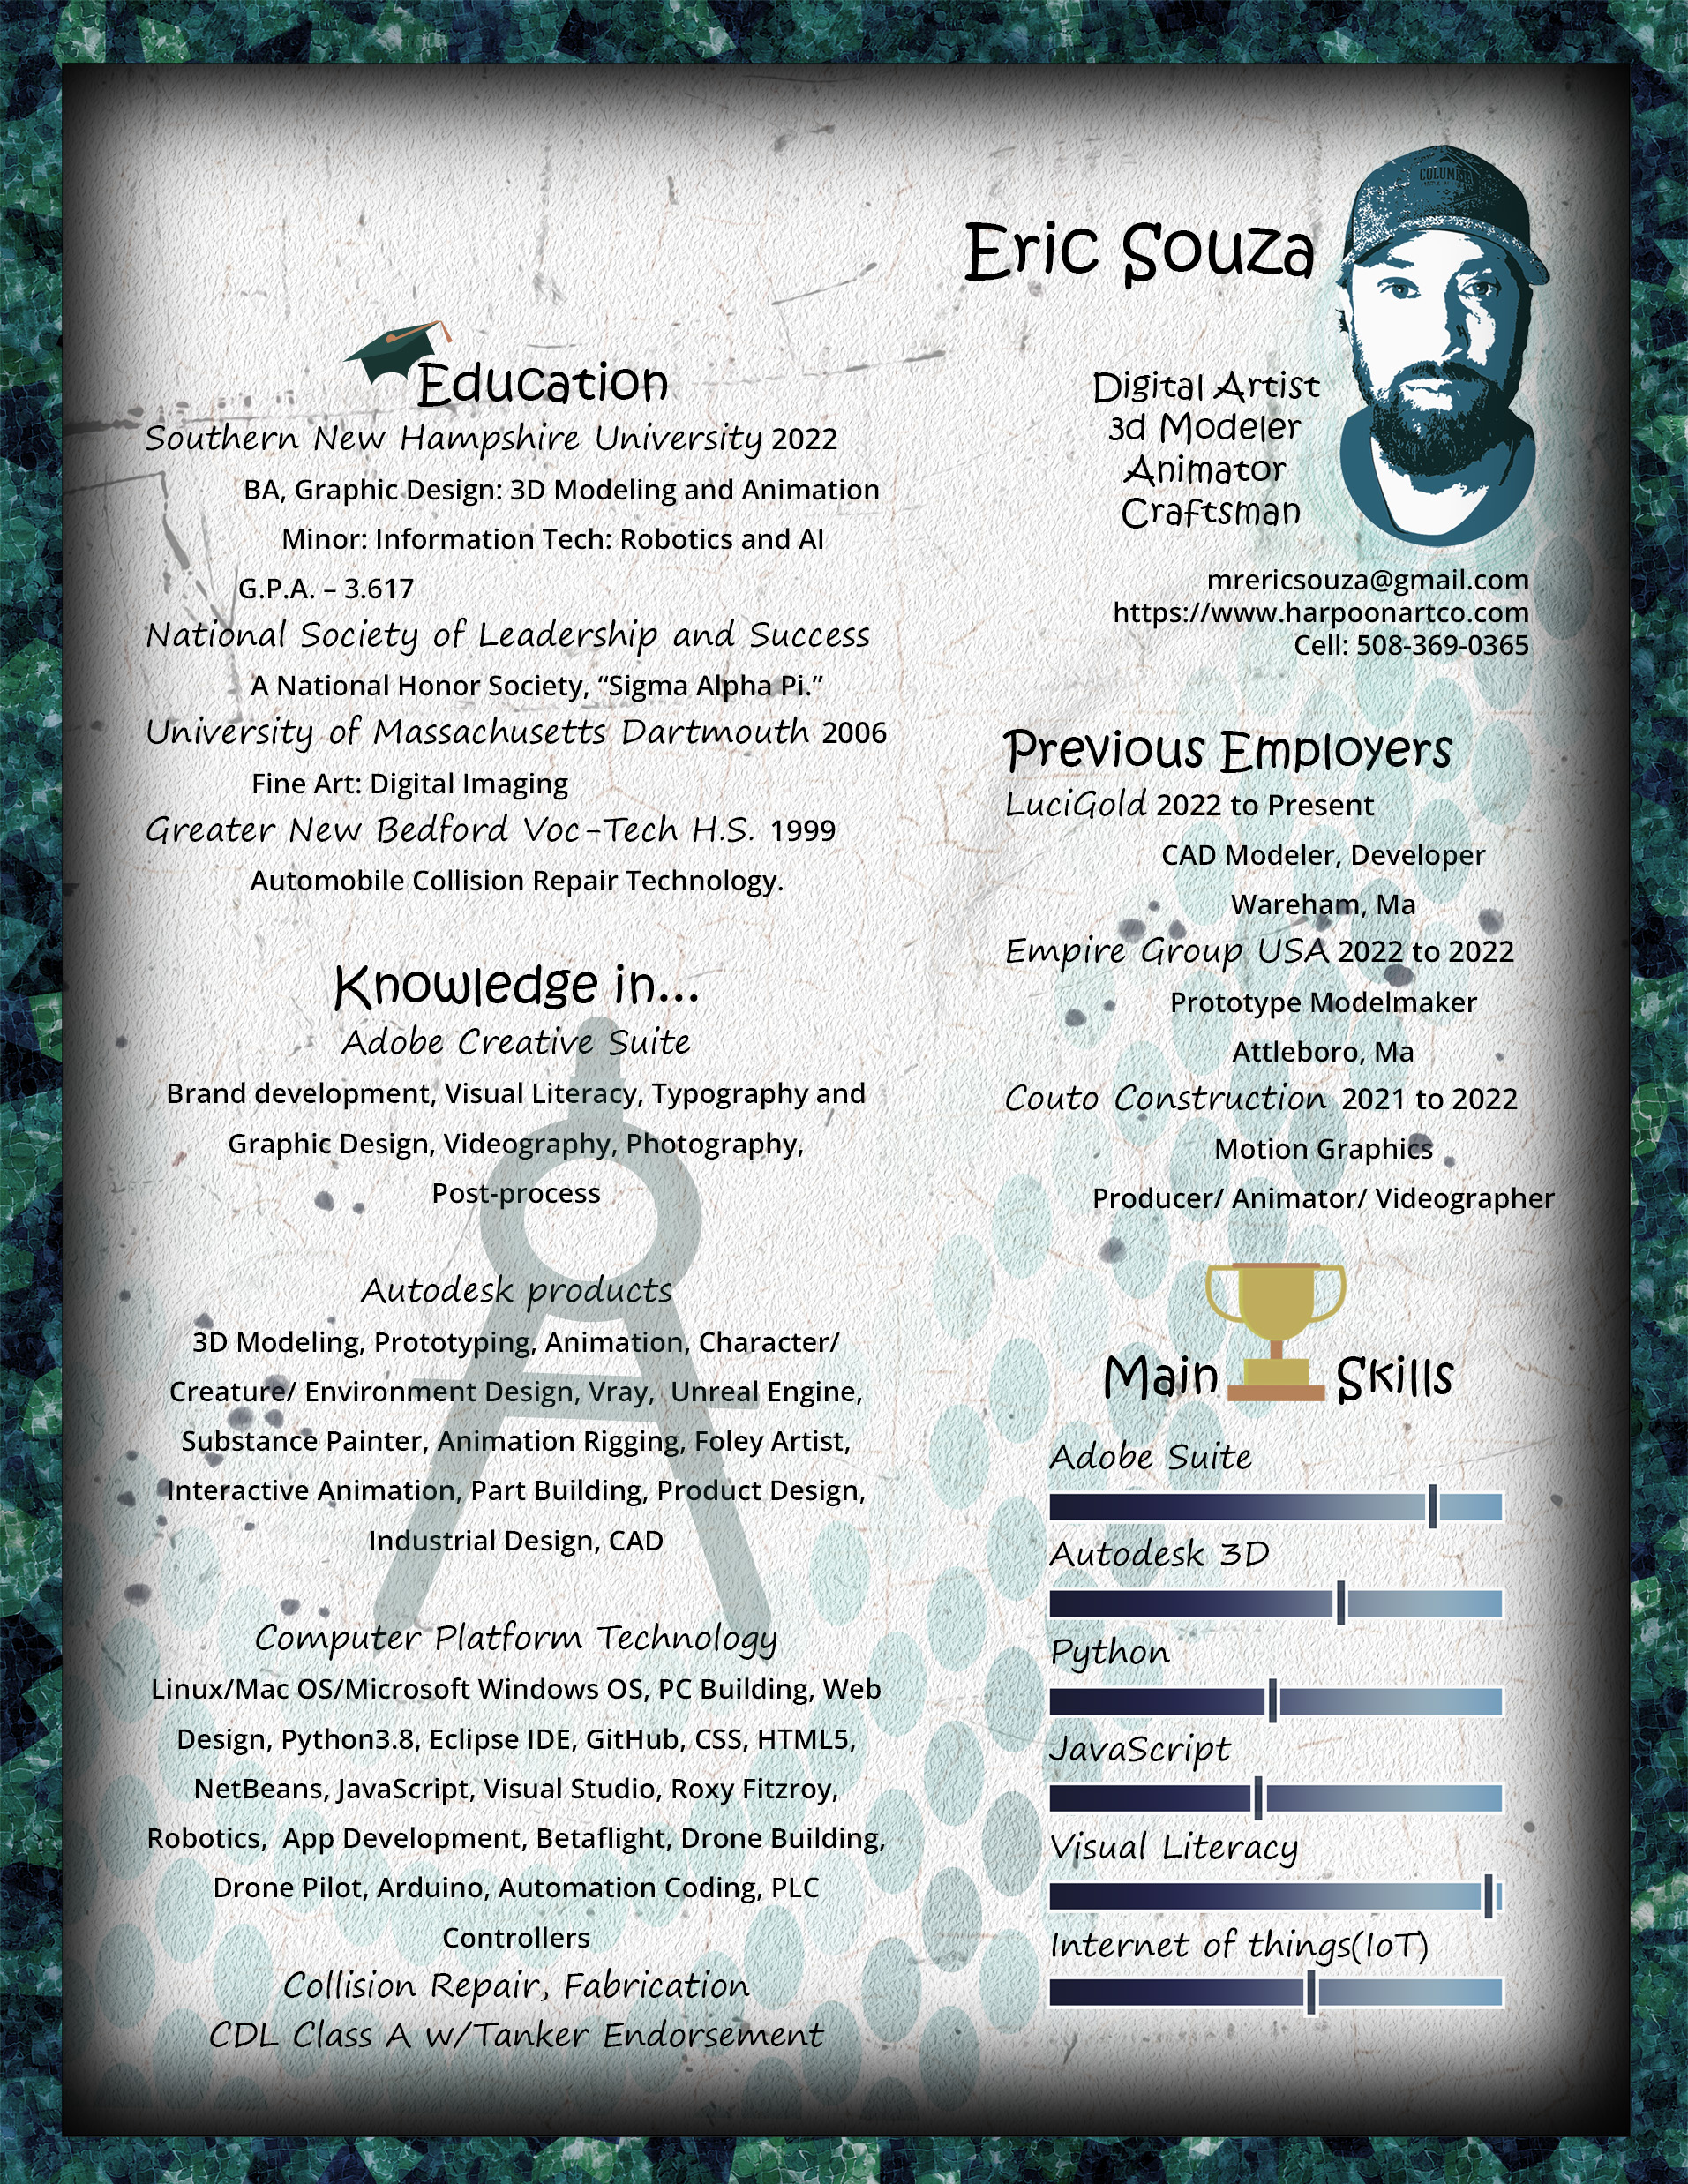 COLUMBIA
Eric Souza
Digital Artist
3d Modeler
Animator
Craftsman
mrericsouza@gmail.com
https://www.harpoonartco.com
Cell: 508-369-0365
Education
Southern New Hampshire University 2022
BA, Graphic Design: 3D Modeling and Animation
Minor: Information Tech: Robotics and AI
G.P.A. – 3.617
National Society of Leadership and Success
A National Honor Society, “Sigma Alpha Pi.”
University of Massachusetts Dartmouth 2006
Fine Art: Digital Imaging
Greater New Bedford Voc-Tech H.S. 1999
Automobile Collision Repair Technology.
Knowledge in...
Adobe Creative Suite
Brand development, Visual Literacy, Typography and
Graphic Design, Videography, Photography,
Post-process
Autodesk products
3D Modeling, Prototyping, Animation, Character/
Creature/ Environment Design, Vray,  Unreal Engine,
Substance Painter, Animation Rigging, Foley Artist,
Interactive Animation, Part Building, Product Design,
Industrial Design, CAD
Computer Platform Technology
Linux/Mac OS/Microsoft Windows OS, PC Building, Web
Design, Python3.8, Eclipse IDE, GitHub, CSS, HTML5,
NetBeans, JavaScript, Visual Studio, Roxy Fitzroy,
Robotics,  App Development, Betaflight, Drone Building,
Drone Pilot, Arduino, Automation Coding, PLC
Controllers
Collision Repair, Fabrication
CDL Class A w/Tanker Endorsement
Previous Employers
LuciGold 2022 to Present
CAD Modeler, Developer
Wareham, Ma
Empire Group USA 2022 to 2022
Prototype Modelmaker
Attleboro, Ma
Couto Construction 2021 to 2022
Motion Graphics
Producer/ Animator/ Videographer
Main Skills
Adobe Suite
Autodesk 3D
Python
JavaScript
Visual Literacy
Internet of things(IoT)